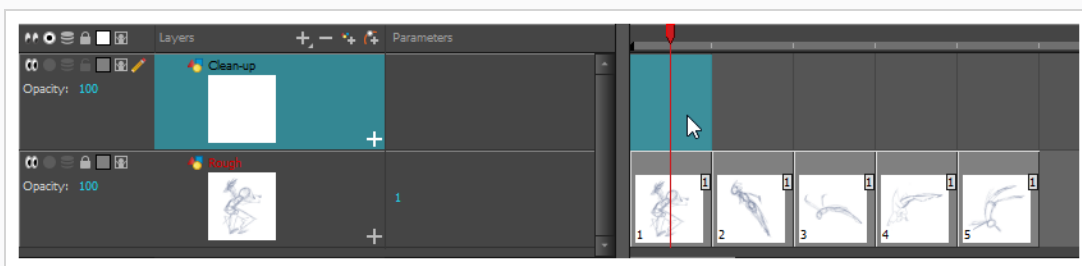 Layers Parameters
Clean-up
Opacity: 100
Rough
Opacity: 100
1
1 1 1 1 1
1 2 3 4 5